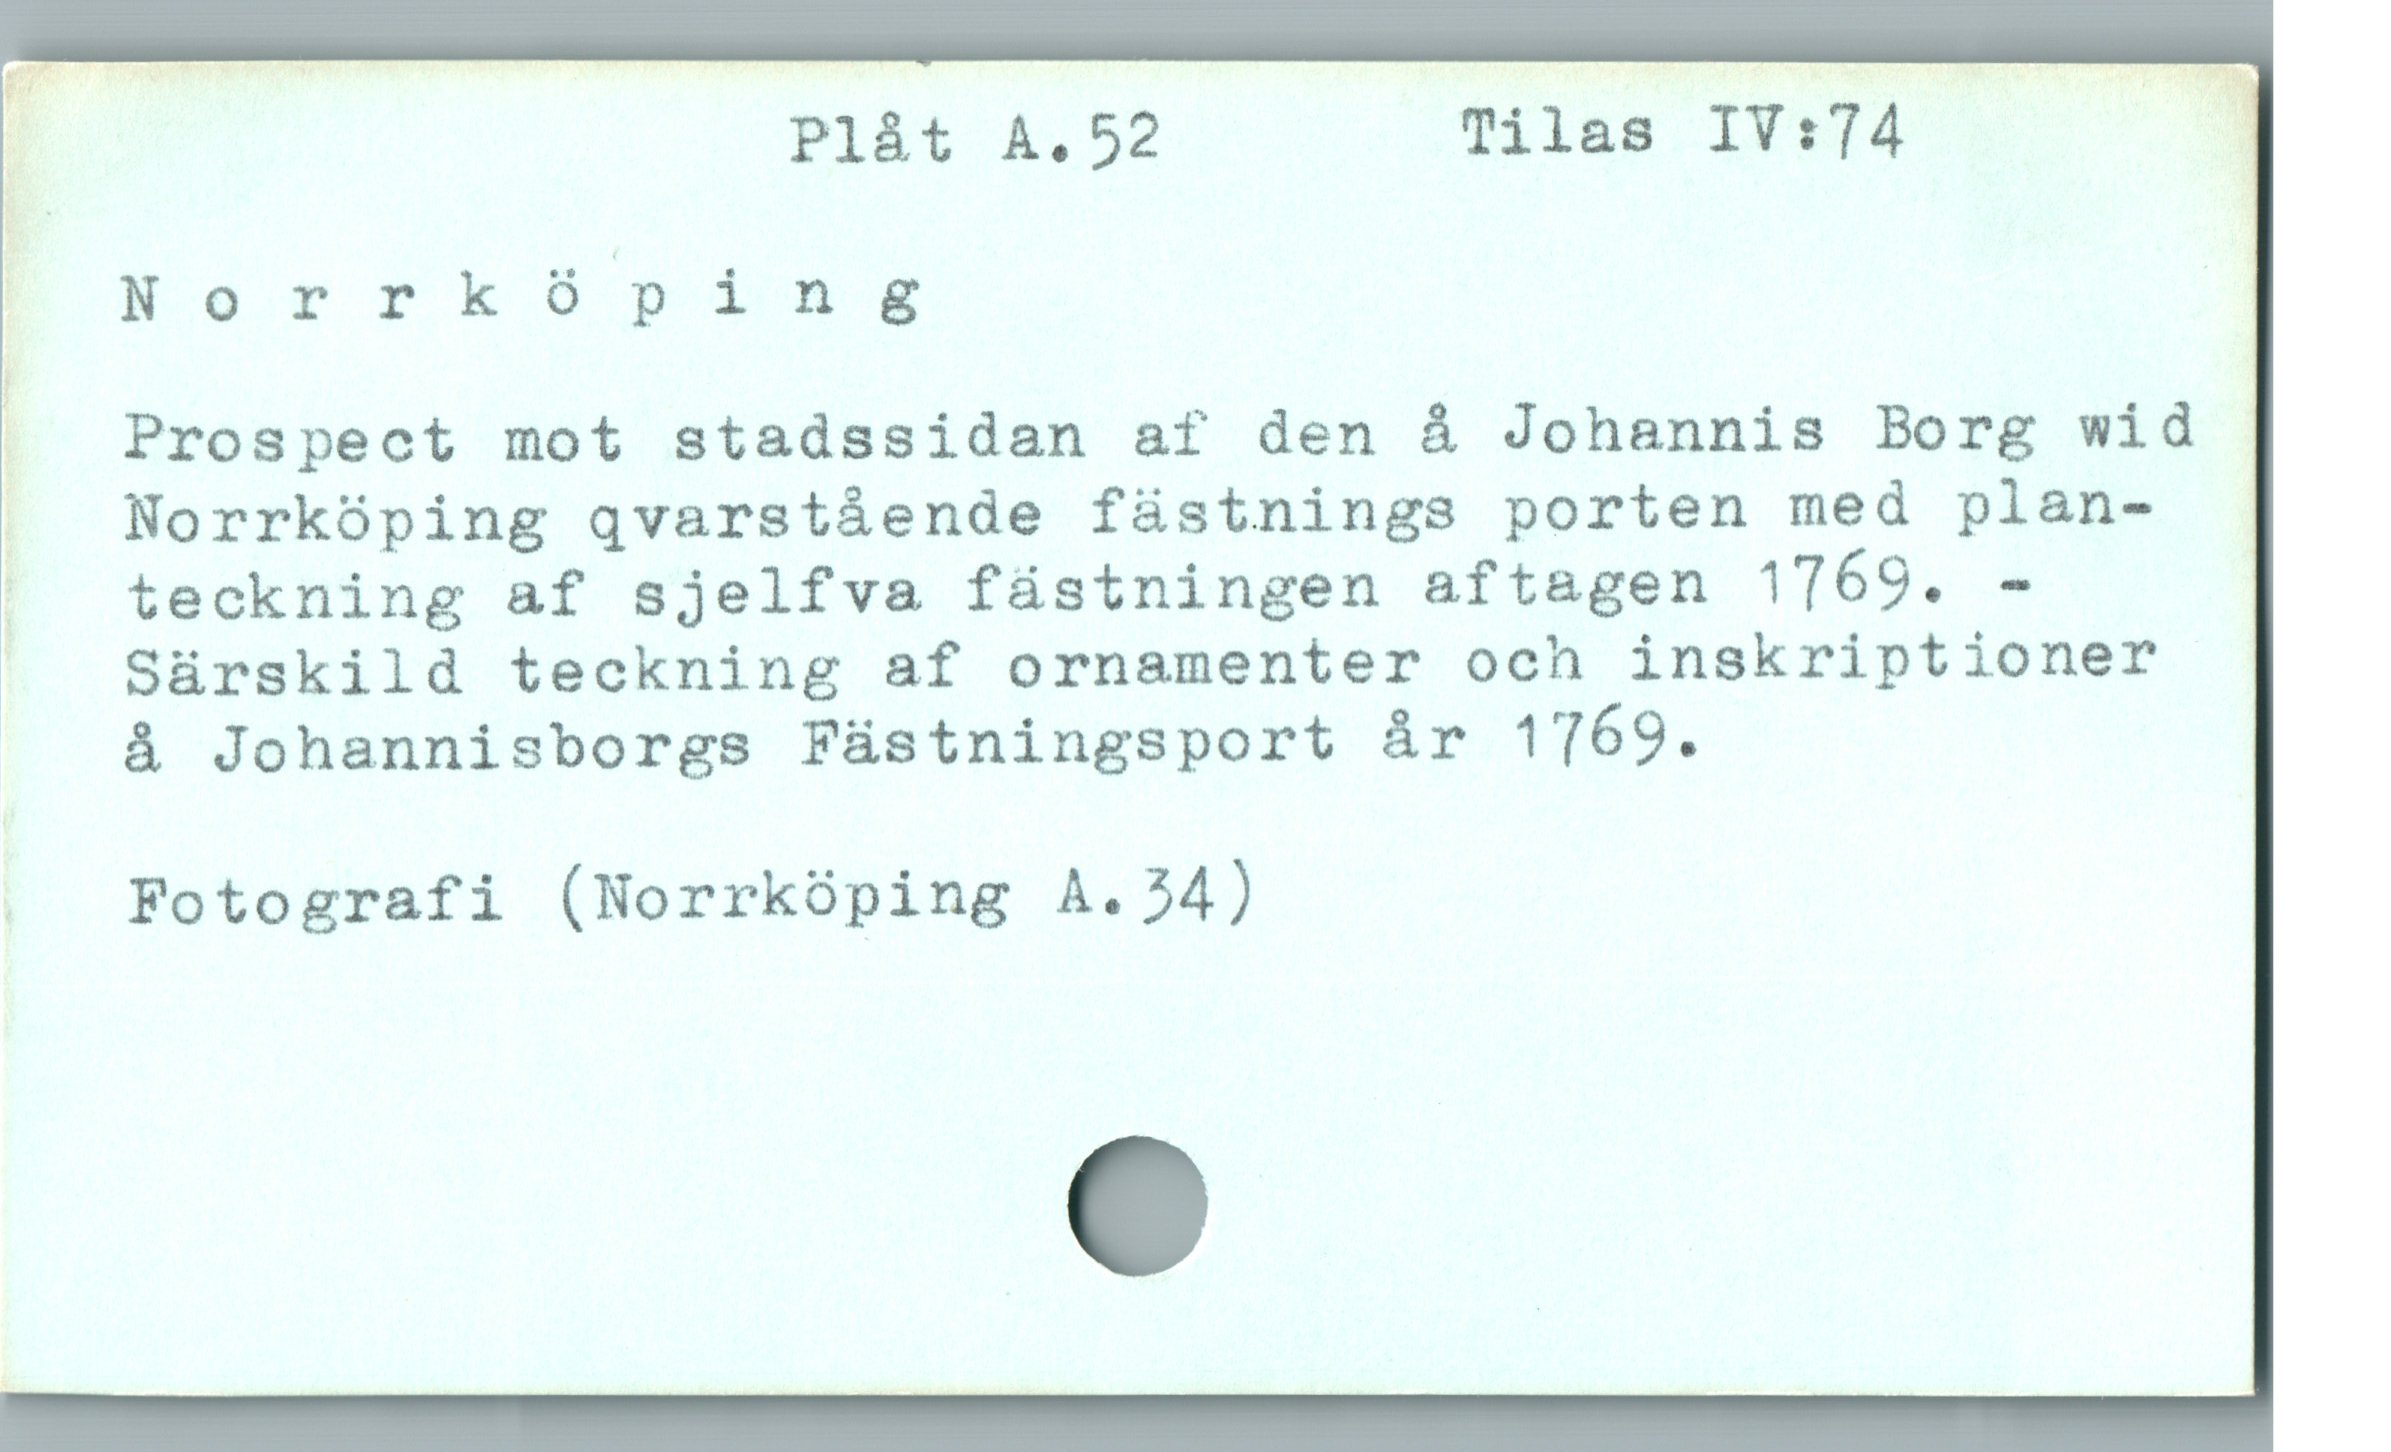 Plåt A.52 Tilas IV:74
N o r r k ö p i n g
Prospect mot stadssidan af den å Johannis Borg wid
Norrköping qvarstående fästnings porten med plan-
teckning af sjelfva fästningen aftagen 1769. -
Särskild teckning af ornamenter och inskriptioner
å Johannisborgs Fästningsport år 1769.
Fotografi (Norrköping A.34)